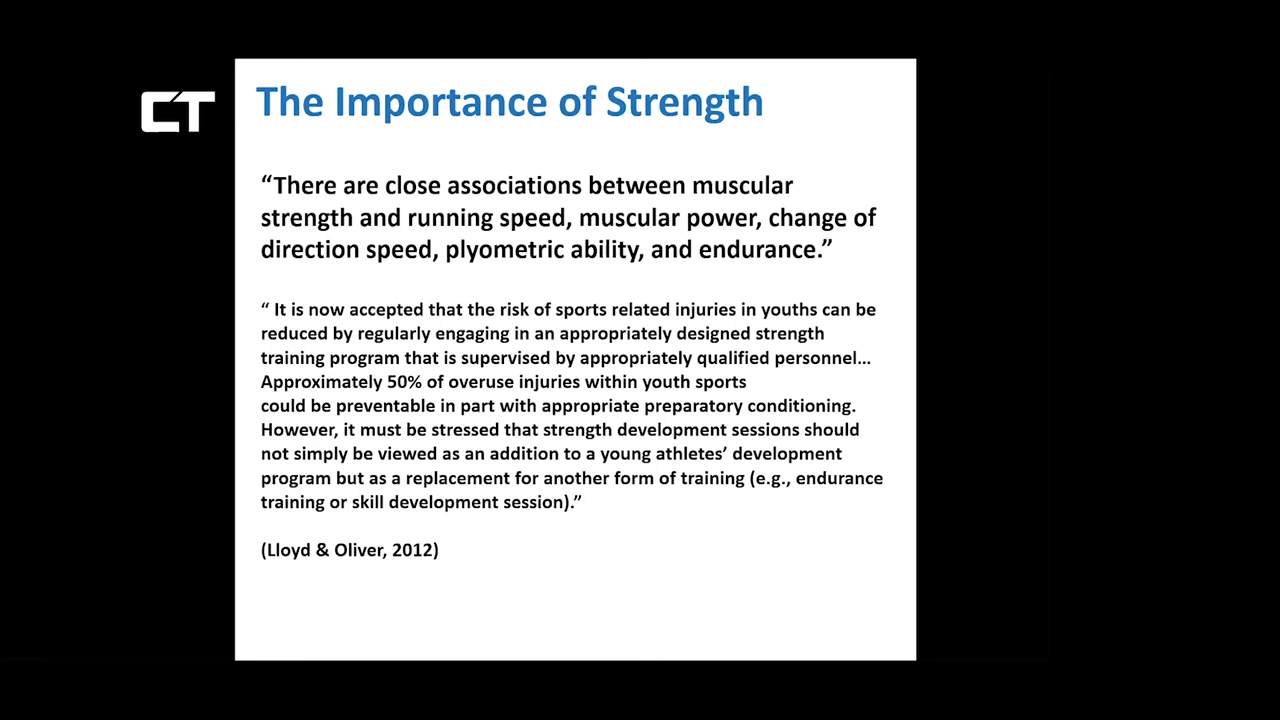 CT
The Importance of Strength
“There are close associations between muscular
strength and running speed, muscular power, change of
direction speed, plyometric ability, and endurance.”
“ It is now accepted that the risk of sports related injuries in youths can be
reduced by regularly engaging in an appropriately designed strength
training program that is supervised by appropriately qualified personnel…
Approximately 50% of overuse injuries within youth sports
could be preventable in part with appropriate preparatory conditioning.
However, it must be stressed that strength development sessions should
not simply be viewed as an addition to a young athletes’ development
program but as a replacement for another form of training (e.g., endurance
training or skill development session).”
(Lloyd & Oliver, 2012)